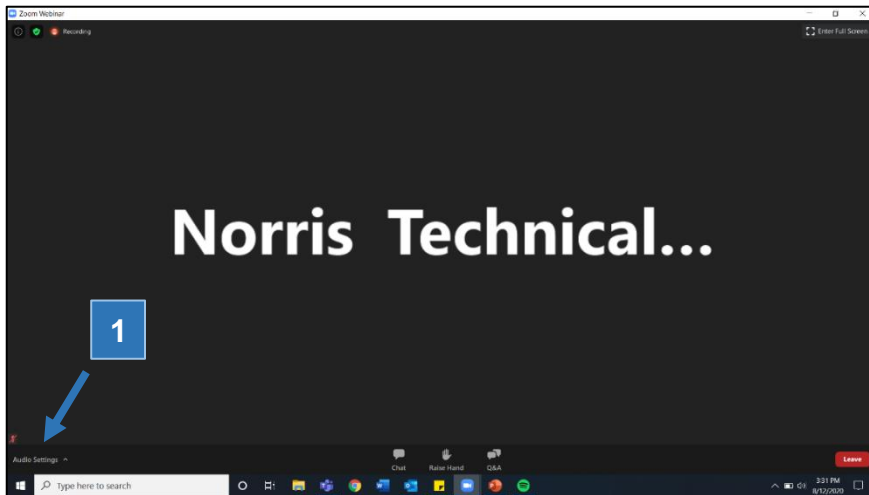 Zoom Webinar
Recording
Enter Full Screen
Norris Technical...
1
Audio Settings
Chat
Raise Hand
Q&A
Leave
Type here to search
3:31 PM
8/12/2020